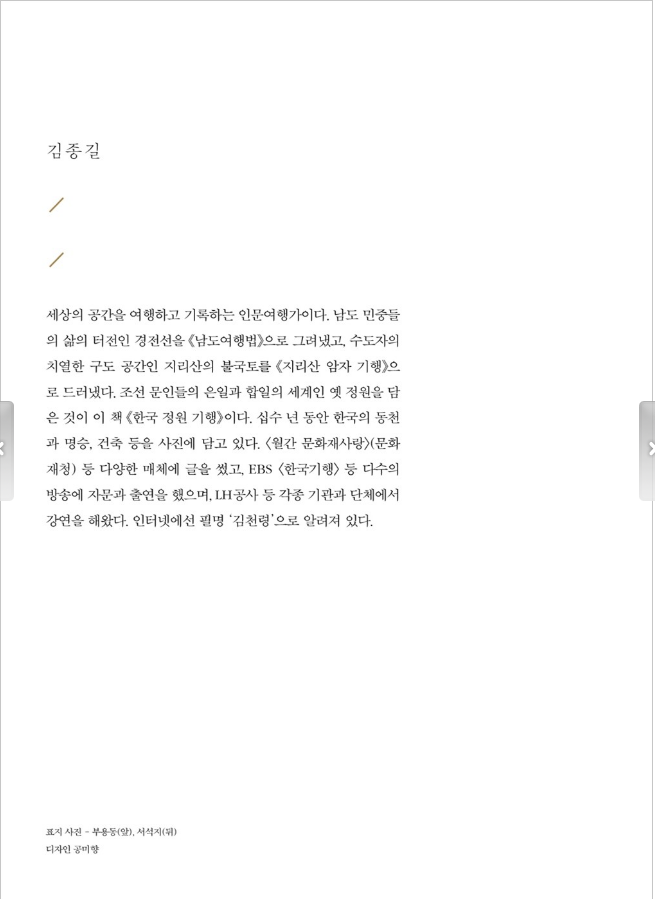 김종길
/
/
세상의 공간을 여행하고 기록하는 인문여행가이다. 남도 민중들
의 삶의 터전인 경전선을 《남도여행법》으로 그려냈고, 수도자의
치열한 구도 공간인 지리산의 불국토를 《지리산 암자 기행》으
로 드러냈다. 조선 문인들의 은일과 합일의 세계인 옛 정원을 담
은 것이 이 책 《한국 정원 기행》이다. 십수 년 동안 한국의 동천
과 명승, 건축 등을 사진에 담고 있다. 〈월간 문화재사랑〉(문화
재청) 등 다양한 매체에 글을 썼고, EBS 〈한국기행〉 등 다수의
방송에 자문과 출연을 했으며, LH공사 등 각종 기관과 단체에서
강연을 해왔다. 인터넷에선 필명 ‘김천령’으로 알려져 있다.
표지 사진 - 부용동(앞), 서석지(뒤)
디자인 공미향